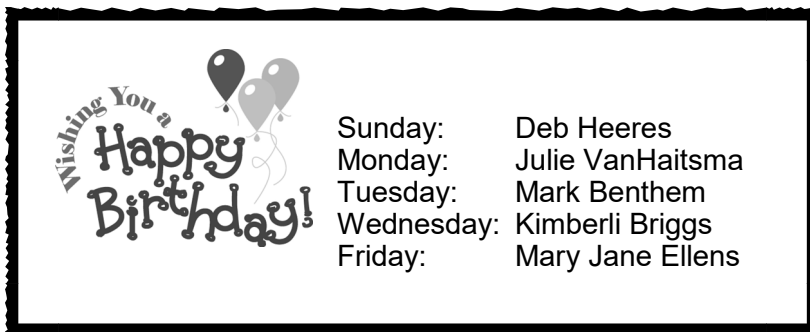 Wishing You a
Happy
Birthday!
Sunday: Deb Heeres
Monday: Julie VanHaitsma
Tuesday: Mark Benthem
Wednesday: Kimberli Briggs
Friday: Mary Jane Ellens